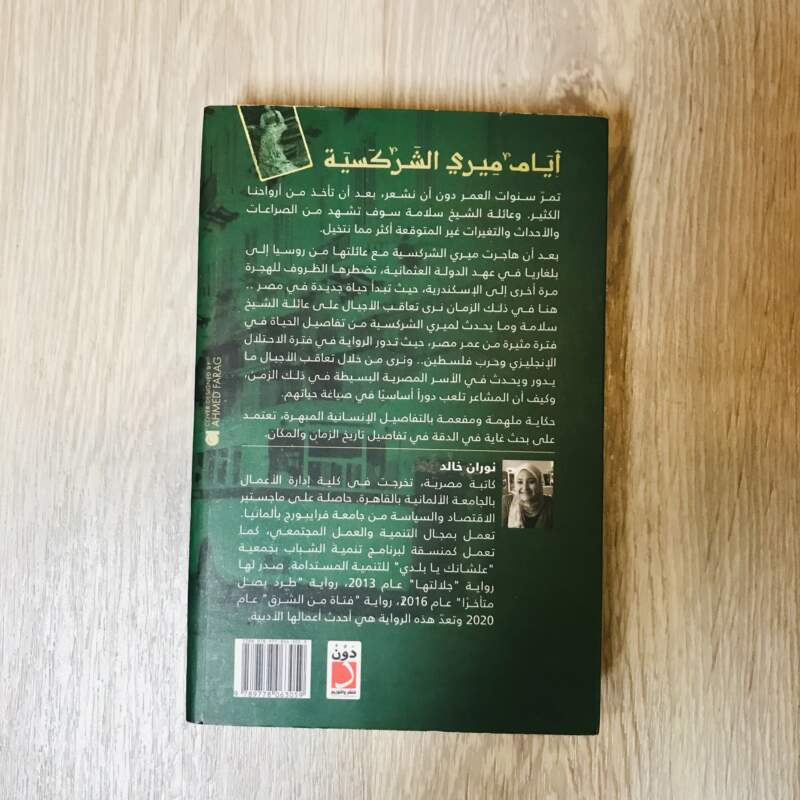 أيام ميري الشركسية
تمرّ سنوات العمر دون أن نشعر، بعد أن تأخذ من أرواحنا
الكثير. وعائلة الشيخ سلامة سوف تشهد من الصراعات
والأحداث والتغيرات غير المتوقعة أكثر مما نتخيل.
بعد أن هاجرت ميري الشركسية مع عائلتها من روسيا إلى
بلغاريا في عهد الدولة العثمانية، تضطرها الظروف للهجرة
مرة أخرى إلى الإسكندرية، حيث تبدأ حياة جديدة في مصر ..
هنا في ذلك الزمان نرى تعاقب الأجيال على عائلة الشيخ
سلامة وما يحدث لميري الشركسية من تفاصيل الحياة في
فترة مثيرة من عمر مصر، حيث تدور الرواية في فترة الاحتلال
الإنجليزي وحرب فلسطين.. ونرى من خلال تعاقب الأجيال ما
يدور ويحدث في الأسر المصرية البسيطة في ذلك الزمن،
وكيف أن المشاعر تلعب دوراً أساسيًا في صياغة حياتهم.
حكاية ملهمة ومفعمة بالتفاصيل الإنسانية المبهرة، تعتمد
على بحث غاية في الدقة في تفاصيل تاريخ الزمان والمكان.
نوران خالد
كاتبة مصرية، تخرجت في كلية إدارة الأعمال
بالجامعة الألمانية بالقاهرة. حاصلة على ماجستير
الاقتصاد والسياسة من جامعة فرايبورج بألمانيا.
تعمل بمجال التنمية والعمل المجتمعي، كما
تعمل كمنسقة لبرنامج تنمية الشباب بجمعية
"علشانك يا بلدي" للتنمية المستدامة. صدر لها
رواية "جلالتها" عام 2013، رواية "طرد يصل
متأخرًا" عام 2016، رواية "فتاة من الشرق" عام
2020 وتعدّ هذه الرواية هي أحدث أعمالها الأدبية.
COVER DESIGNED BY:
AHMED FARAG
دوّن
للنشر والتوزيع
9 789778 063059